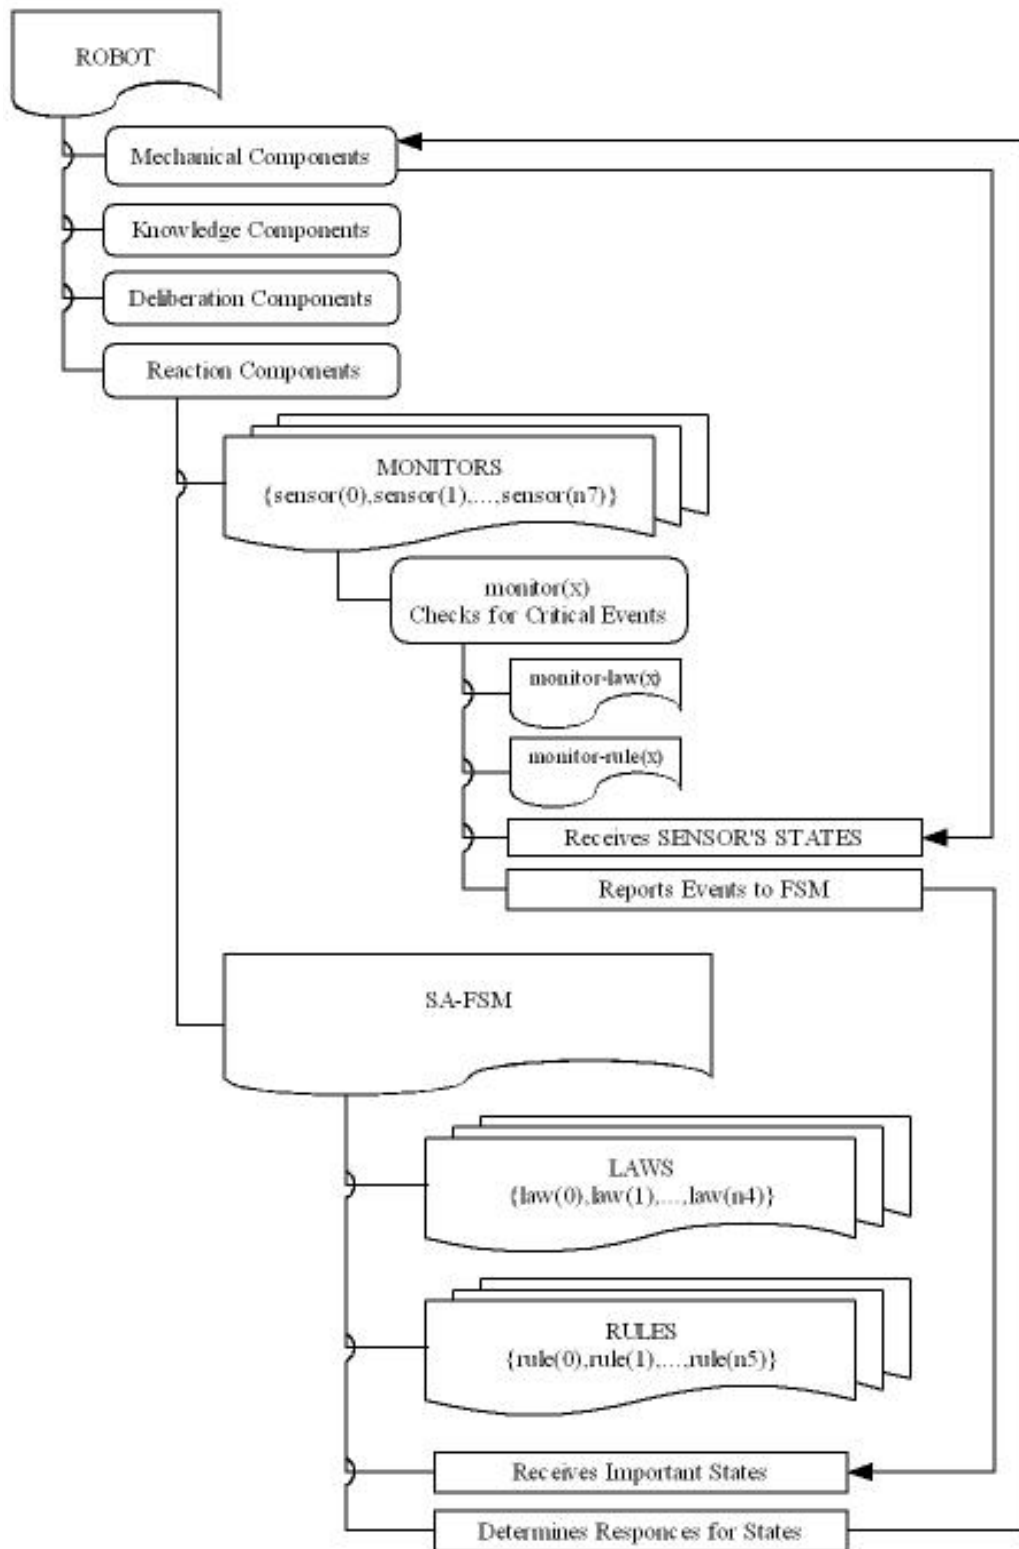 ROBOT
Mechanical Components
Knowledge Components
Deliberation Components
Reaction Components
MONITORS
{sensor(0),sensor(1),...,sensor(n7)}
monitor(x)
Checks for Critical Events
monitor-law(x)
monitor-rule(x)
Receives SENSOR'S STATES
Reports Events to FSM
SA-FSM
LAWS
{law(0),law(1),...,law(n4)}
RULES
{rule(0),rule(1),...,rule(n5)}
Receives Important States
Determines Responces for States